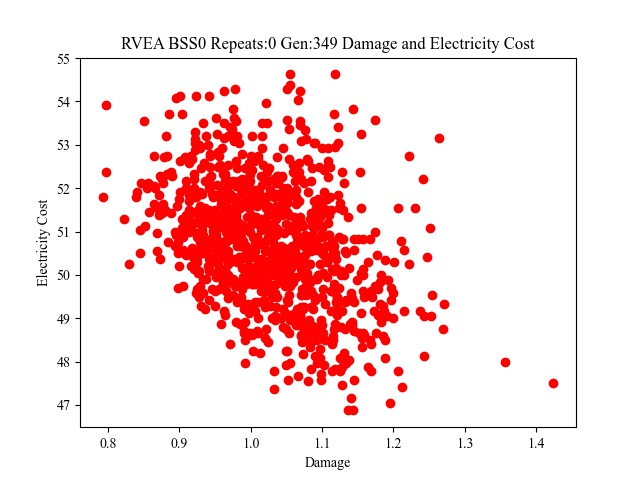 RVEA BSS0 Repeats:0 Gen:349 Damage and Electricity Cost
55
54
53
52
51
50
49
48
47
Electricity Cost
0.8 0.9 1.0 1.1 1.2 1.3 1.4
Damage